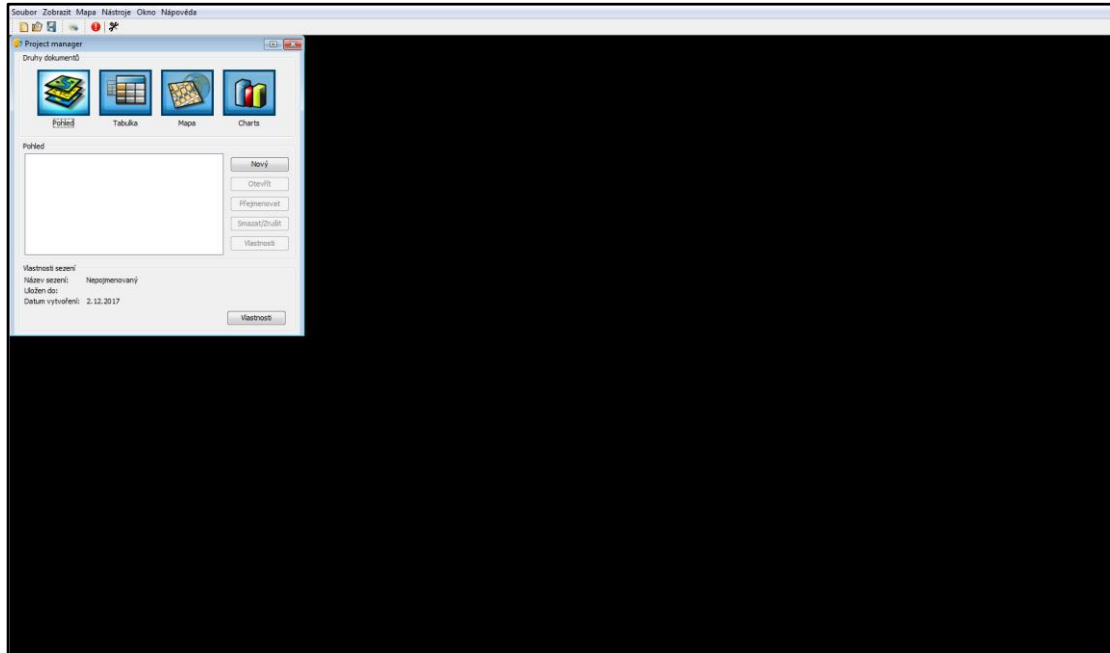 Soubor Zobrazit Mapa Nástroje Okno Nápověda
Project manager
Druhy dokumentů
Pohled Tabulka Mapa Charts
Pohled
Nový
Otevřít
Přejmenovat
Smazat/Zrušit
Vlastnosti
Vlastnosti sezení
Název sezení: Nepojmenovaný
Uložen do:
Datum vytvoření: 2.12.2017
Vlastnosti